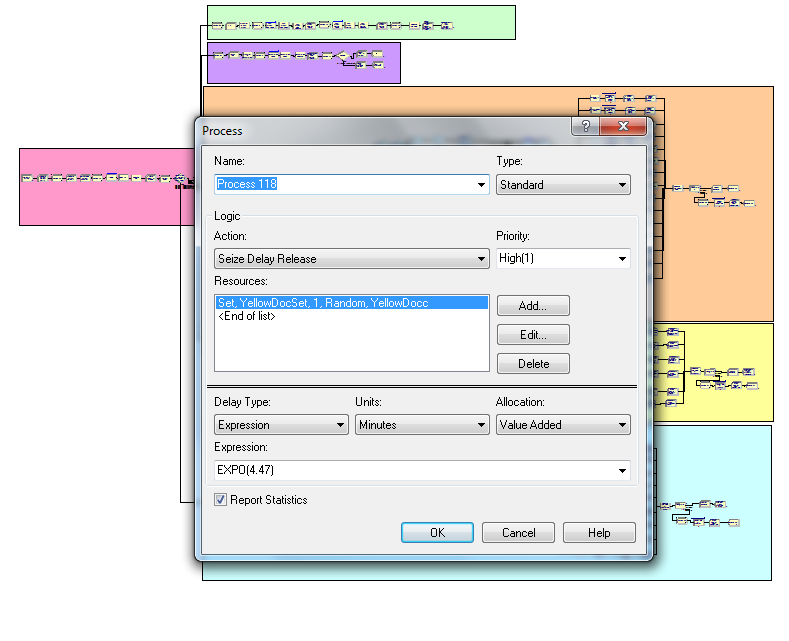 Process
?
X
Name:
Type:
Process 118
Standard
Logic
Action:
Priority:
Seize Delay Release
High(1)
Resources:
Set, YellowDocSet, 1, Random, YellowDocc
<End of list>
Add...
Edit...
Delete
Delay Type:
Units:
Allocation:
Expression
Minutes
Value Added
Expression:
EXPO(4.47)
Report Statistics
OK
Cancel
Help